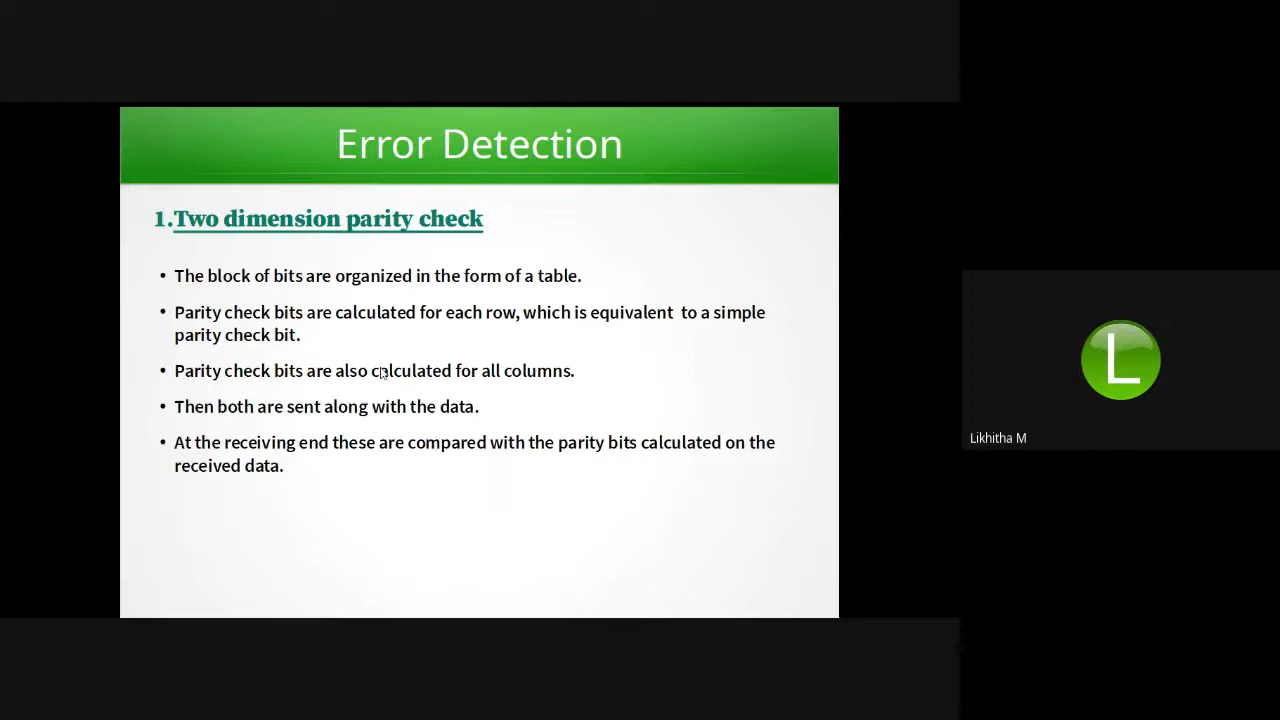 Error Detection
1.Two dimension parity check
• The block of bits are organized in the form of a table.
• Parity check bits are calculated for each row, which is equivalent  to a simple
parity check bit.
• Parity check bits are also calculated for all columns.
• Then both are sent along with the data.
• At the receiving end these are compared with the parity bits calculated on the
received data.
L
Likhitha M